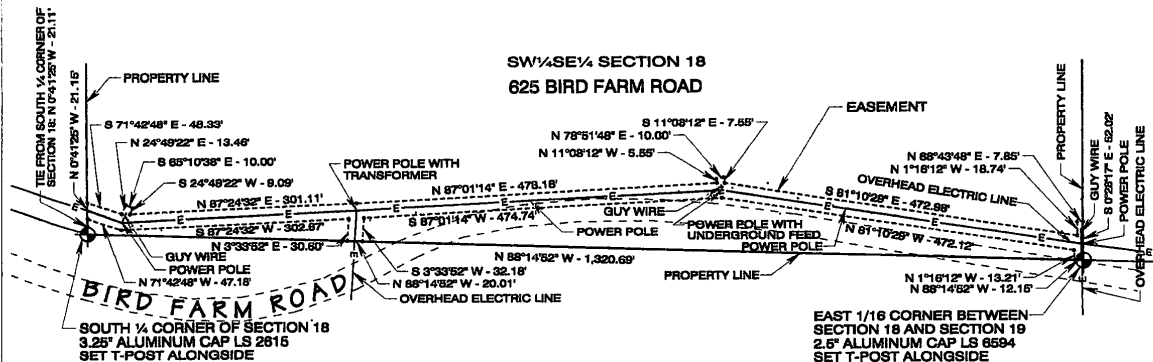 SW¼SE¼ SECTION 18
625 BIRD FARM ROAD
TIE FROM SOUTH ¼ CORNER OF
SECTION 18: N 0°41'25" W - 21.11'
N 0°41'25" W - 21.15'
PROPERTY LINE
S 71°42'48" E - 48.33'
N 24°49'22" E - 13.46'
S 65°10'38" E - 10.00'
S 24°49'22" W - 9.09'
N 87°24'32" E - 301.11'
S 87°24'32" W - 302.67'
POWER POLE WITH
TRANSFORMER
N 87°01'14" E - 478.18'
S 87°01'14" W - 474.74'
POWER POLE
GUY WIRE
S 11°08'12" E - 7.55'
N 78°51'48" E - 10.00'
N 11°08'12" W - 5.55'
EASEMENT
POWER POLE WITH
UNDERGROUND FEED
POWER POLE
S 81°10'29" E - 472.98'
N 81°10'29" W - 472.12'
OVERHEAD ELECTRIC LINE
N 68°43'48" E - 7.85'
N 1°16'12" W - 18.74'
PROPERTY LINE
GUY WIRE
S 0°28'17" E - 52.02'
POWER POLE
OVERHEAD ELECTRIC LINE
GUY WIRE
POWER POLE
N 71°42'48" W - 47.15'
N 3°33'52" E - 30.60'
S 3°33'52" W - 32.18'
N 88°14'52" W - 20.01'
OVERHEAD ELECTRIC LINE
N 88°14'52" W - 1,320.69'
PROPERTY LINE
N 1°16'12" W - 13.21'
N 88°14'52" W - 12.15'
BIRD FARM ROAD
SOUTH ¼ CORNER OF SECTION 18
3.25" ALUMINUM CAP LS 2615
SET T-POST ALONGSIDE
EAST 1/16 CORNER BETWEEN
SECTION 18 AND SECTION 19
2.5" ALUMINUM CAP LS 6594
SET T-POST ALONGSIDE